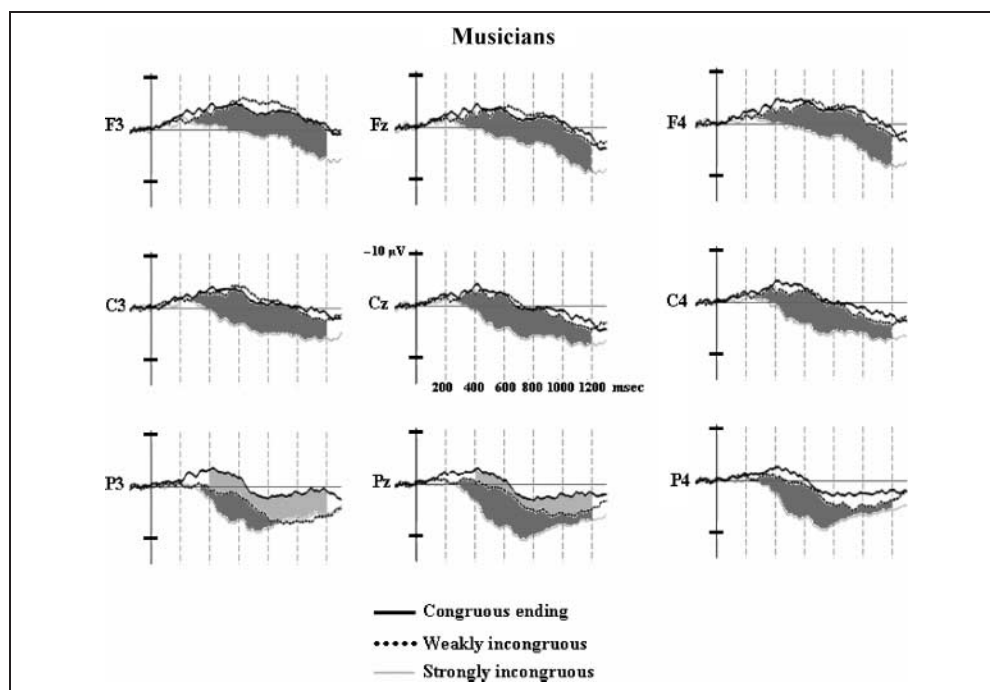 Musicians
F3 Fz F4
−10 μV
C3 Cz C4
200 400 600 800 1000 1200 msec
P3 Pz P4
Congruous ending
Weakly incongruous
Strongly incongruous